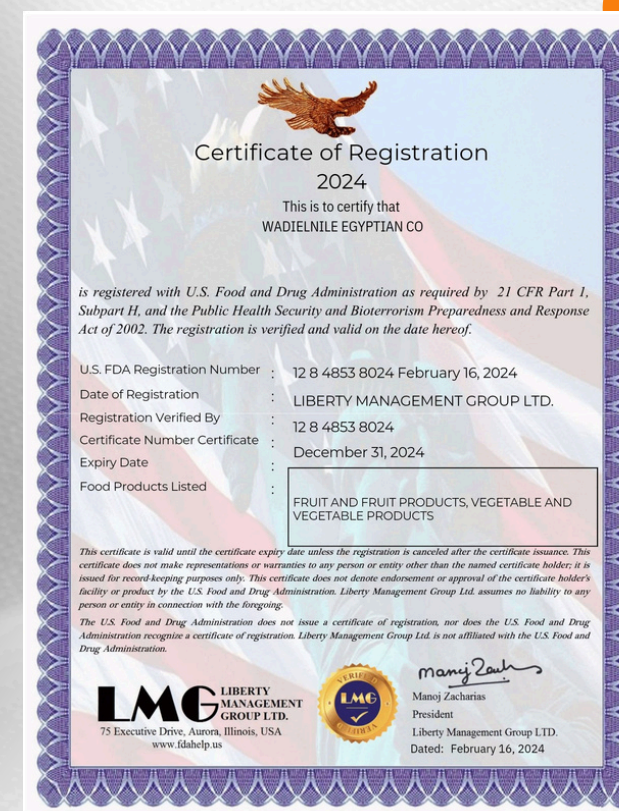 Certificate of Registration
2024
This is to certify that
WADIELNILE EGYPTIAN CO
is registered with U.S. Food and Drug Administration as required by 21 CFR Part 1,
Subpart H, and the Public Health Security and Bioterrorism Preparedness and Response
Act of 2002. The registration is verified and valid on the date hereof.
U.S. FDA Registration Number : 12 8 4853 8024 February 16, 2024
Date of Registration : LIBERTY MANAGEMENT GROUP LTD.
Registration Verified By : 12 8 4853 8024
Certificate Number Certificate : December 31, 2024
Expiry Date :
Food Products Listed : FRUIT AND FRUIT PRODUCTS, VEGETABLE AND
VEGETABLE PRODUCTS
This certificate is valid until the certificate expiry date unless the registration is canceled after the certificate issuance. This
certificate does not make representations or warranties to any person or entity other than the named certificate holder; it is
issued for record-keeping purposes only. This certificate does not denote endorsement or approval of the certificate holder's
facility or product by the U.S. Food and Drug Administration. Liberty Management Group Ltd. assumes no liability to any
person or entity in connection with the foregoing.
The U.S. Food and Drug Administration does not issue a certificate of registration, nor does the U.S. Food and Drug
Administration recognize a certificate of registration. Liberty Management Group Ltd. is not affiliated with the U.S. Food and
Drug Administration.
LMG LIBERTY
MANAGEMENT
GROUP LTD.
75 Executive Drive, Aurora, Illinois, USA
www.fdahelp.us
VERIFIED
LMG
VERIFIED
Manoj Zacharias
President
Liberty Management Group LTD.
Dated: February 16, 2024